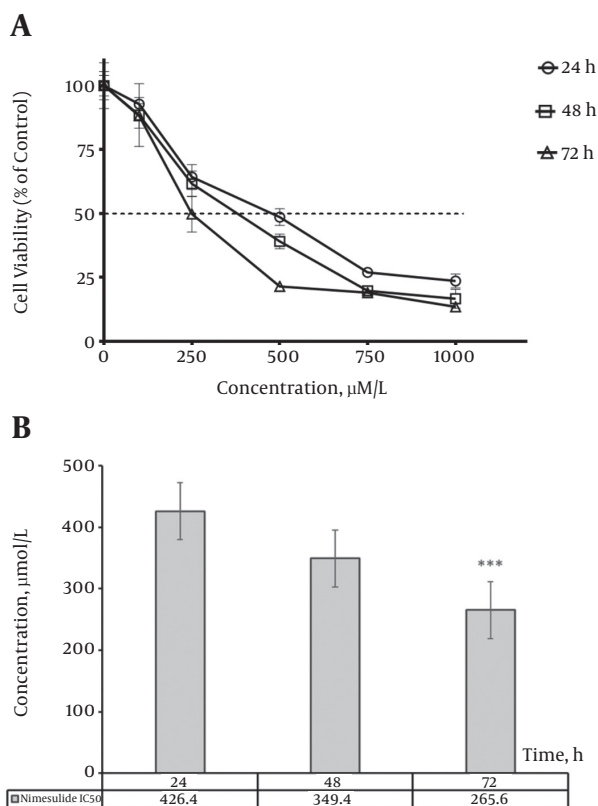 A
Cell Viability (% of Control)
100
75
50
25
0
0 250 500 750 1000
Concentration, μM/L
24 h
48 h
72 h
B
Concentration, μmol/L
500
400
300
200
100
0
***
Time, h
24 48 72
Nimesulide IC50 426.4 349.4 265.6